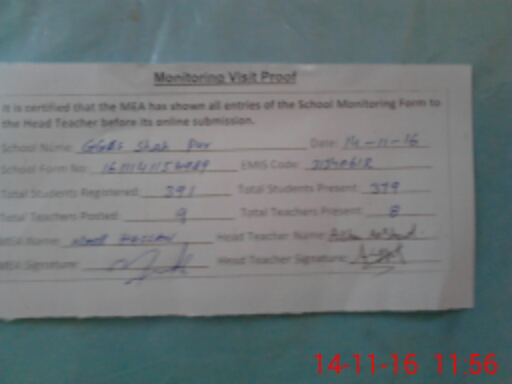 Monitoring Visit Proof
It is certified that the MEA has shown all entries of the School Monitoring Form to
the Head Teacher before its online submission.
School Name: GGES Shah Pur Date: 14-11-16
School Form No: EMIS Code:
Total Students Registered: 391 Total Students Present: 379
Total Teachers Posted: 9 Total Teachers Present: 8
MEA Name: Hassan Head Teacher Name:
MEA Signature: Head Teacher Signature:
14-11-16 11:56